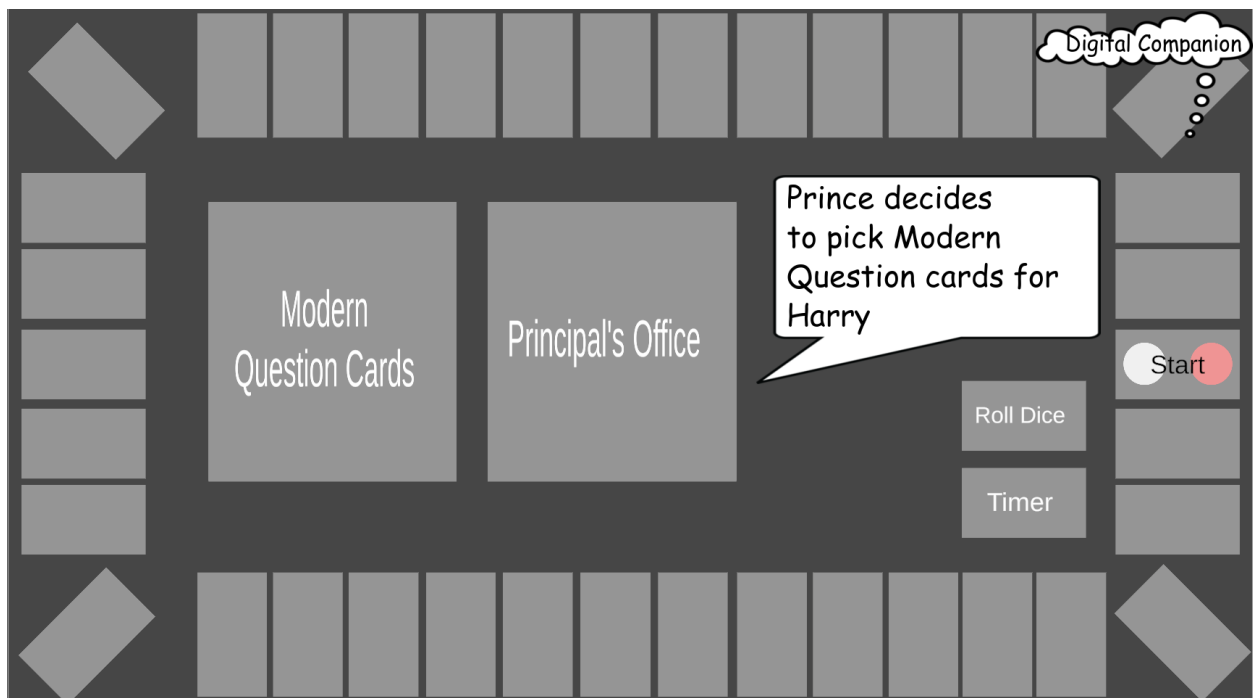 Digital Companion
Prince decides
to pick Modern
Question cards for
Harry
Modern
Question Cards
Principal's Office
Start
Roll Dice
Timer